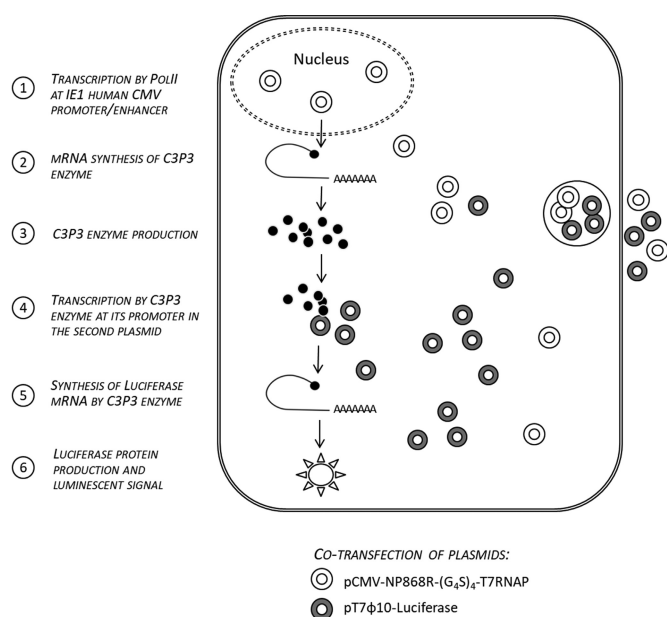 Nucleus
1
TRANSCRIPTION BY POLII
AT IE1 HUMAN CMV
PROMOTER/ENHANCER
2
MRNA SYNTHESIS OF C3P3
ENZYME
AAAAAAA
3
C3P3 ENZYME PRODUCTION
4
TRANSCRIPTION BY C3P3
ENZYME AT ITS PROMOTER IN
THE SECOND PLASMID
5
SYNTHESIS OF LUCIFERASE
MRNA BY C3P3 ENZYME
AAAAAAA
6
LUCIFERASE PROTEIN
PRODUCTION AND
LUMINESCENT SIGNAL
CO-TRANSFECTION OF PLASMIDS:
pCMV-NP868R-(G₄S)₄-T7RNAP
pT7ϕ10-Luciferase